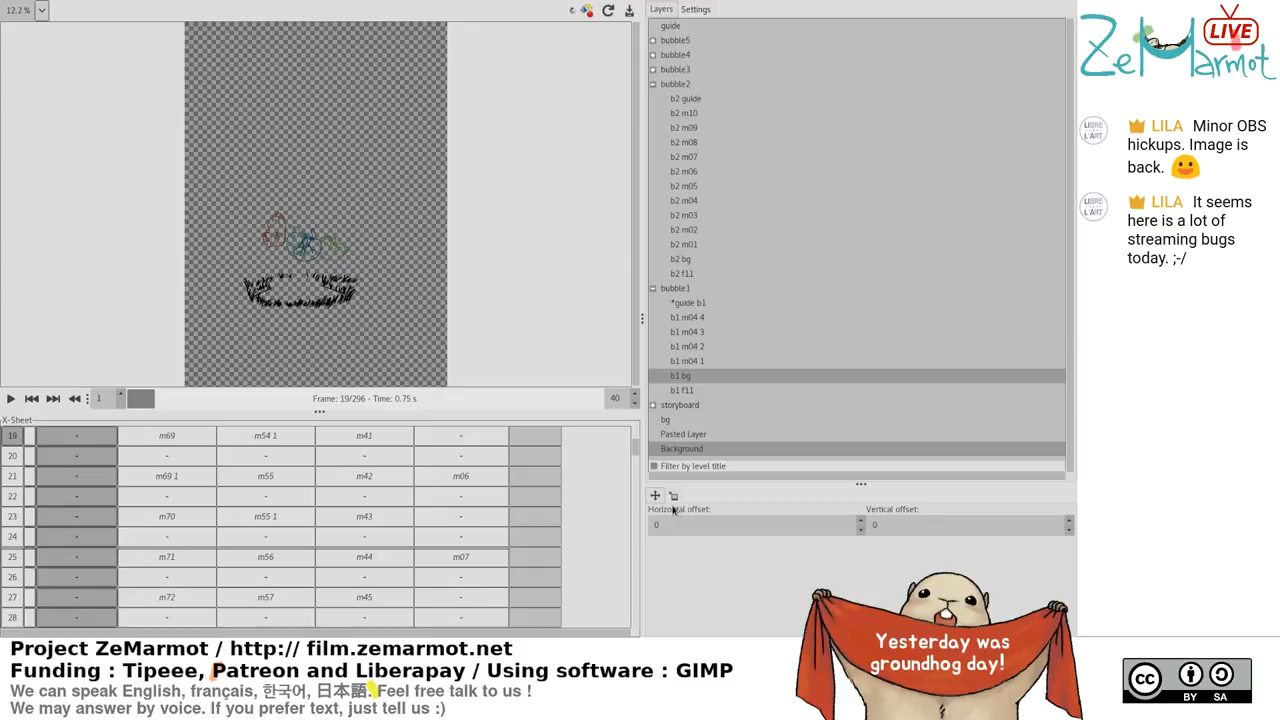 12.2 %
Layers
Settings
guide
bubble5
bubble4
bubble3
bubble2
b2 guide
b2 m10
b2 m09
b2 m08
b2 m07
b2 m06
b2 m05
b2 m04
b2 m03
b2 m02
b2 m01
b2 bg
b2 f11
bubble1
*guide b1
b1 m04 4
b1 m04 3
b1 m04 2
b1 m04 1
b1 bg
b1 f11
storyboard
bg
Pasted Layer
Background
Filter by level title
Horizontal offset:
0
Vertical offset:
0
1
Frame: 19/296 - Time: 0.75 s
40
X-Sheet
19 - m69 m54 1 m41 -
20 - - - - -
21 - m69 1 m55 m42 m06
22 - - - - -
23 - m70 m55 1 m43 -
24 - - - - -
25 - m71 m56 m44 m07
26 - - - - -
27 - m72 m57 m45 -
28 - - - - -
ZeMarmot
LIVE
LIBRE
L'ART
LILA Minor OBS
hickups. Image is
back.
LIBRE
L'ART
LILA It seems
here is a lot of
streaming bugs
today. ;-/
Yesterday was
groundhog day!
Project ZeMarmot / http:// film.zemarmot.net
Funding : Tipeee, Patreon and Liberapay / Using software : GIMP
We can speak English, français, 한국어, 日本語. Feel free talk to us !
We may answer by voice. If you prefer text, just tell us :)
cc
BY SA